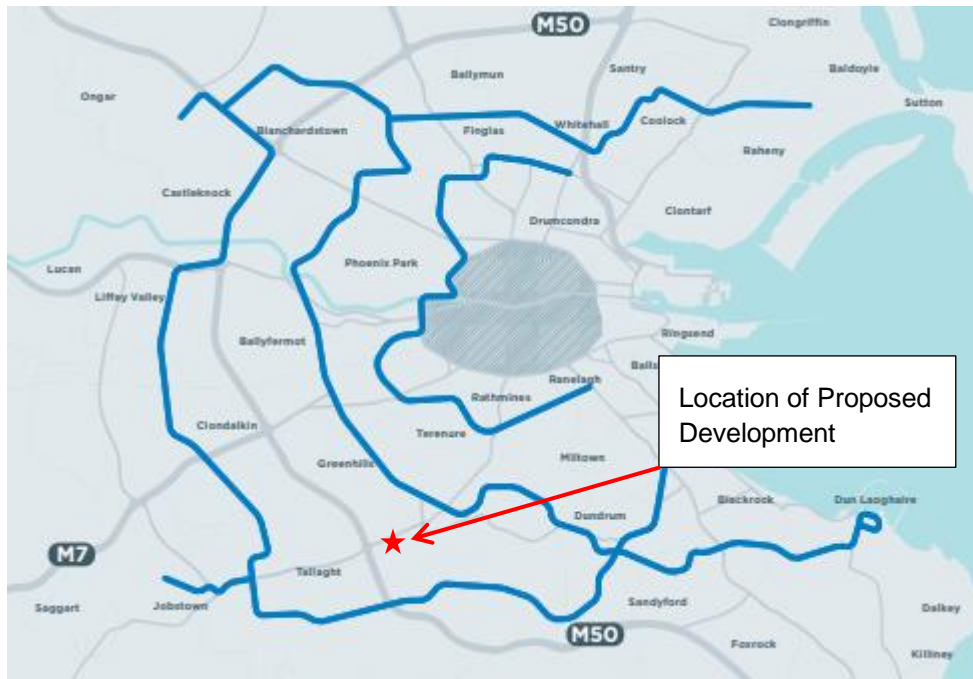 M50
Clongriffin
Ballymun
Santry
Baldoyle
Ongar
Sutton
Blanchardstown
Finglas
Whitehall
Coolock
Raheny
Castleknock
Clontarf
Drumcondra
Phoenix Park
Lucan
Liffey Valley
Ringsend
Ballyfermot
Balls
Ranelagh
Rathmines
Location of Proposed
Development
Clondalkin
Terenure
Greenhills
Miltown
Blackrock
Dun Laoghaire
Dundrum
M7
Tallaght
Saggart
Jobstown
Sandyford
Dalkey
M50
Foxrock
Killiney